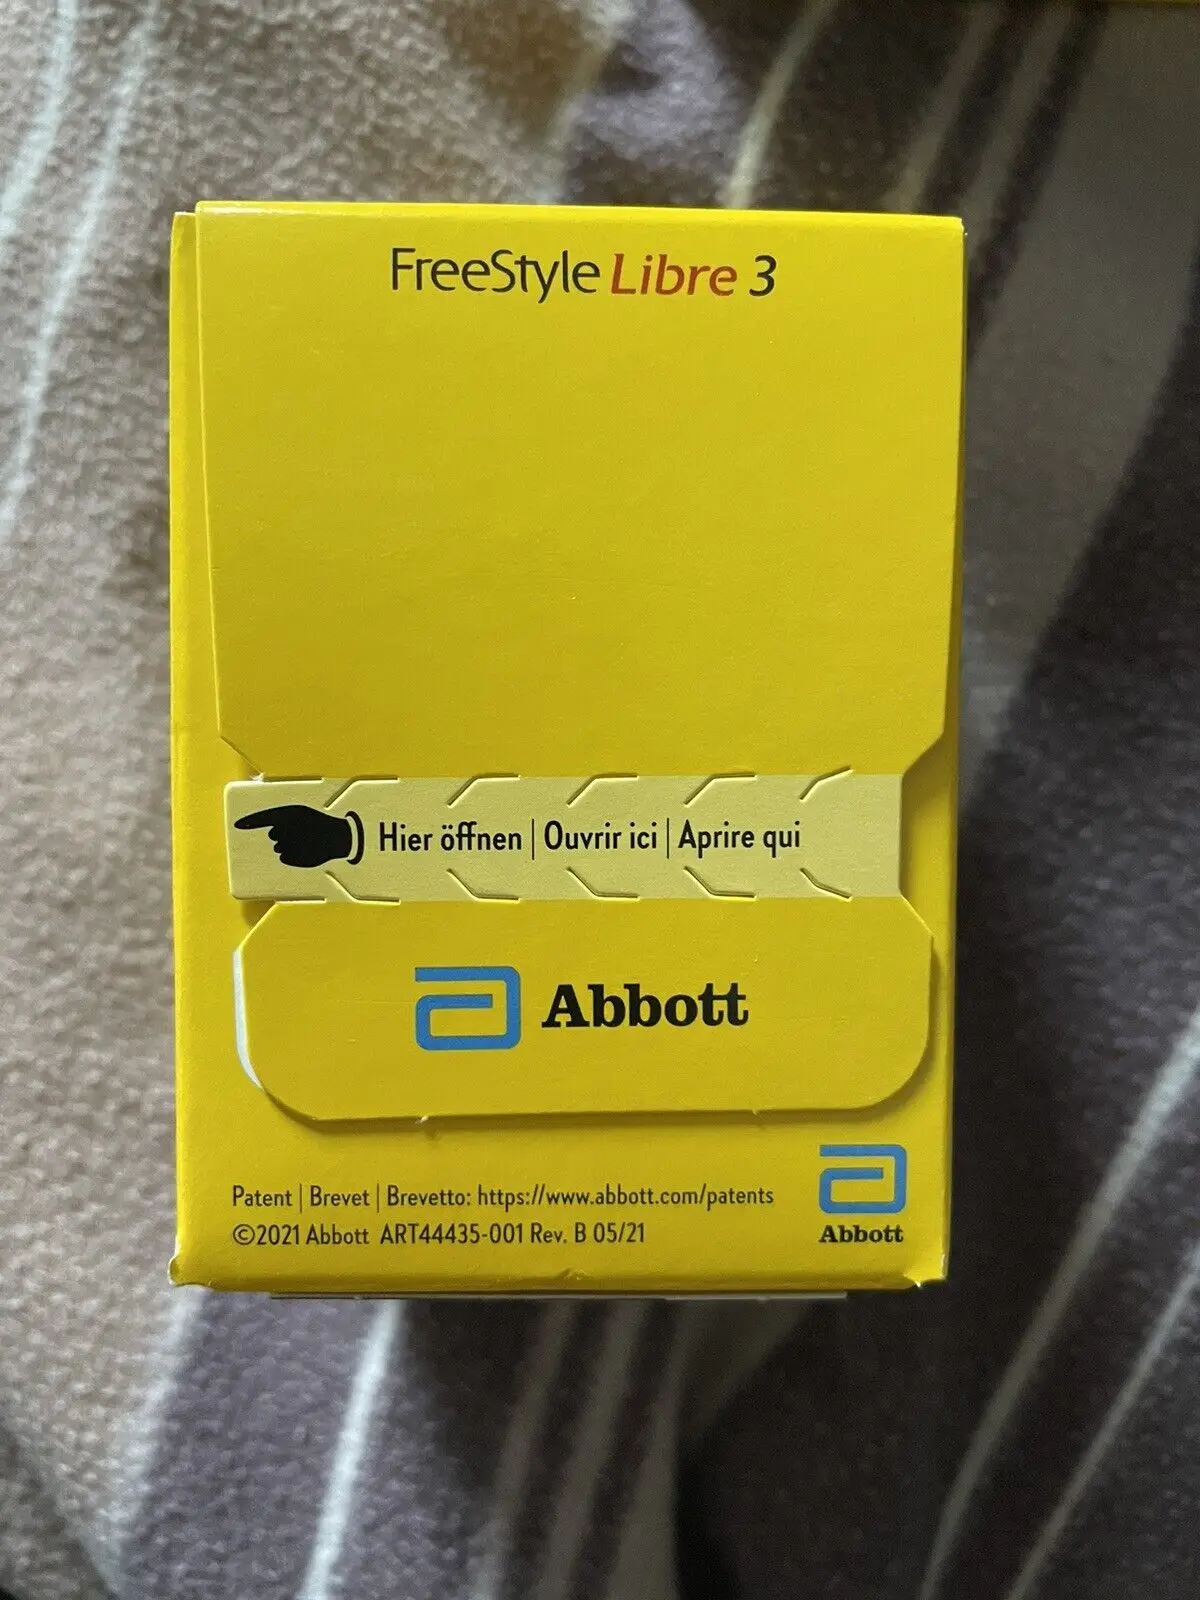 FreeStyle Libre 3
Hier öffnen | Ouvrir ici | Aprire qui
Abbott
Patent | Brevet | Brevetto: https://www.abbott.com/patents
©2021 Abbott ART44435-001 Rev. B 05/21
Abbott